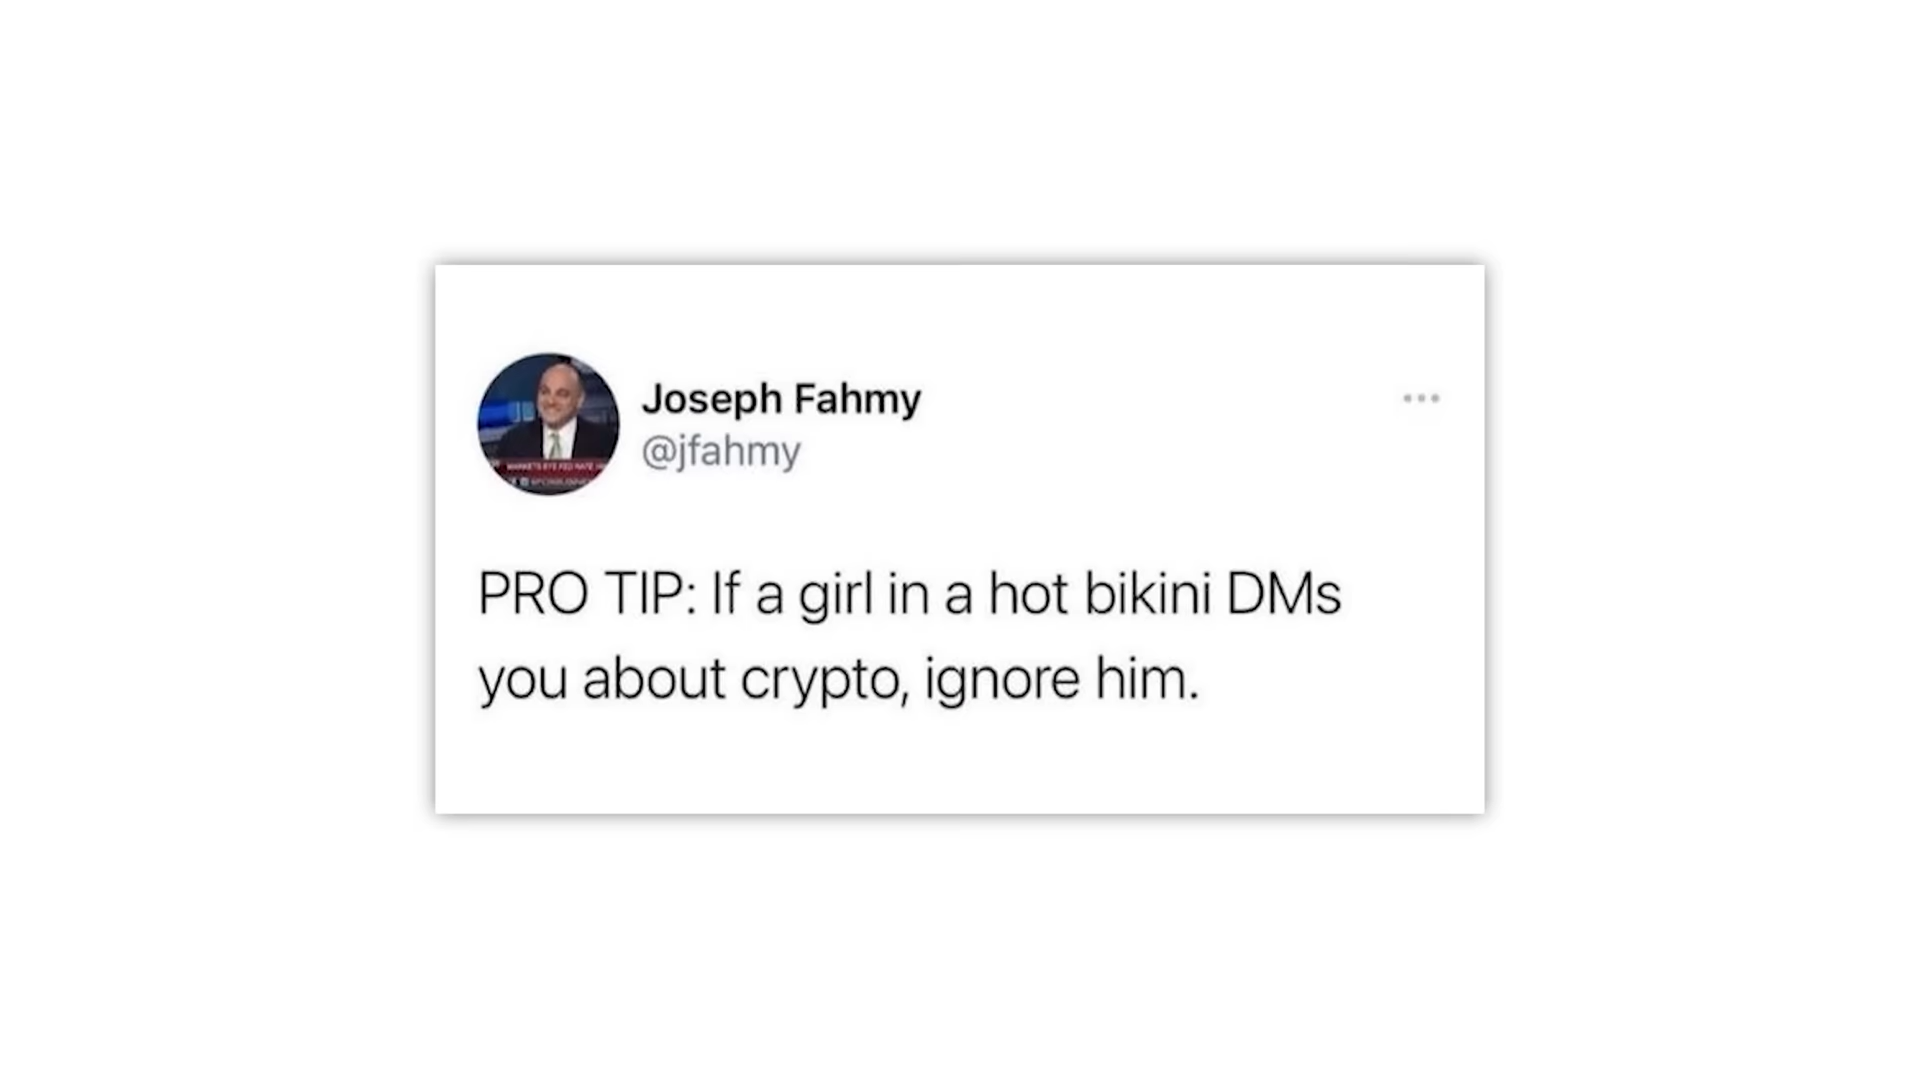 Joseph Fahmy
@jfahmy
PRO TIP: If a girl in a hot bikini DMs
you about crypto, ignore him.